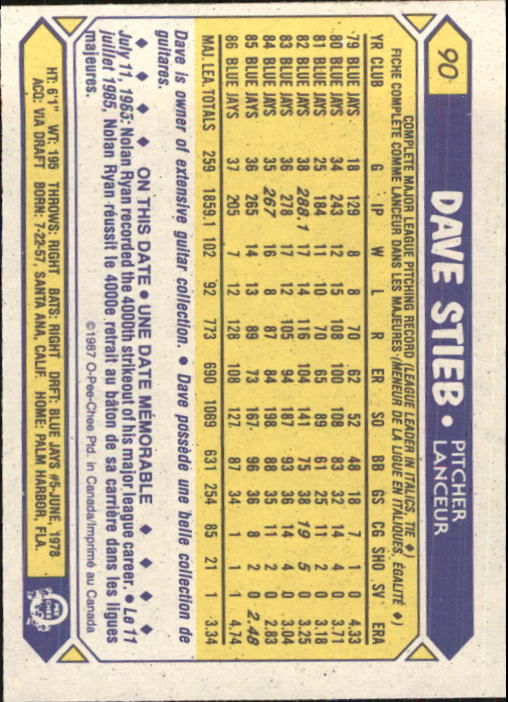 90
DAVE STIEB • PITCHER LANCEUR
COMPLETE MAJOR LEAGUE PITCHING RECORD (LEAGUE LEADER IN ITALICS, TIE ♦)
FICHE COMPLÈTE COMME LANCEUR DANS LES MAJEURES (MENEUR DE LA LIGUE EN ITALIQUES, ÉGALITÉ ♦)
YR CLUB G IP W L R ER SO BB GS CG SHO SV ERA
79 BLUE JAYS 18 129 8 8 70 62 52 48 18 7 1 0 4.33
80 BLUE JAYS 34 243 12 15 108 100 108 83 32 14 4 0 3.71
81 BLUE JAYS 25 184 11 10 70 65 89 61 25 11 2 0 3.18
82 BLUE JAYS 38 288.1 17 14 116 104 141 75 38 19 5 0 3.25
83 BLUE JAYS 36 278 17 12 105 94 187 93 36 14 4 0 3.04
84 BLUE JAYS 35 267 16 8 87 84 198 88 35 11 2 0 2.83
85 BLUE JAYS 36 265 14 13 89 73 167 96 36 8 2 0 2.48
86 BLUE JAYS 37 205 7 12 128 108 127 87 34 1 1 1 4.74
MAJ. LEA. TOTALS 259 1859.1 102 92 773 690 1069 631 254 85 21 1 3.34
Dave is owner of extensive guitar collection. • Dave possède une belle collection de
guitares.
♦ ♦ ♦ ♦ ON THIS DATE • UNE DATE MÉMORABLE ♦ ♦ ♦ ♦
July 11, 1985: Nolan Ryan recorded the 4000th strikeout of his major league career. • Le 11
juillet 1985, Nolan Ryan réussit le 4000e retrait au bâton de sa carrière dans les ligues
majeures.
©1987 O-Pee-Chee Ptd. in Canada/Imprimé au Canada
HT: 6'1" WT: 195 THROWS: RIGHT BATS: RIGHT DRFT: BLUE JAYS #5-JUNE, 1978
ACQ: VIA DRAFT BORN: 7-22-57, SANTA ANA, CALIF. HOME: PALM HARBOR, FLA.
O PEE CHEE